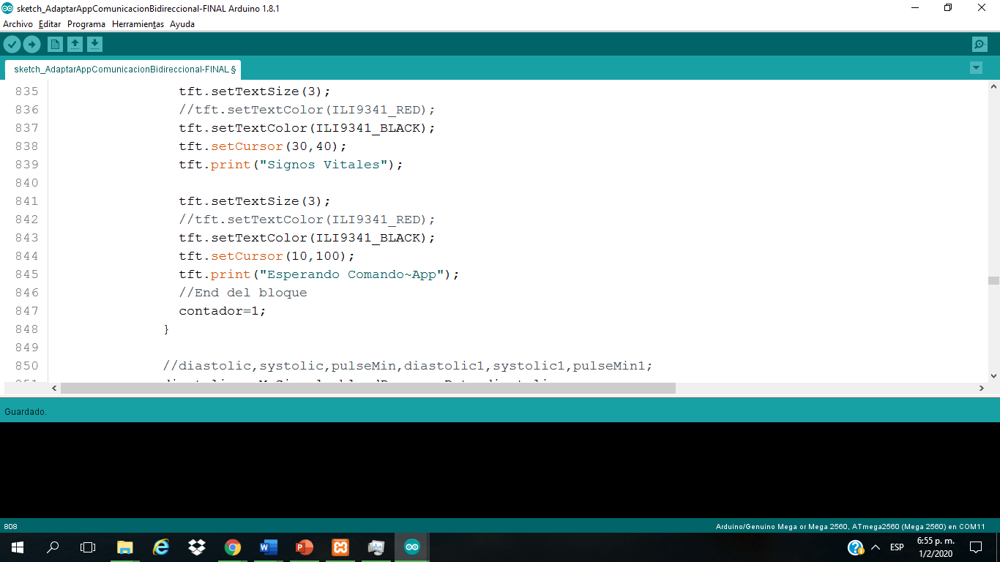 sketch_AdaptarAppComunicacionBidireccional-FINAL Arduino 1.8.1
Archivo Editar Programa Herramientas Ayuda
sketch_AdaptarAppComunicacionBidireccional-FINAL §
835 tft.setTextSize(3);
836 //tft.setTextColor(ILI9341_RED);
837 tft.setTextColor(ILI9341_BLACK);
838 tft.setCursor(30,40);
839 tft.print("Signos Vitales");
840
841 tft.setTextSize(3);
842 //tft.setTextColor(ILI9341_RED);
843 tft.setTextColor(ILI9341_BLACK);
844 tft.setCursor(10,100);
845 tft.print("Esperando Comando~App");
846 //End del bloque
847 contador=1;
848 }
849
850 //diastolic,systolic,pulseMin,diastolic1,systolic1,pulseMin1;
Guardado.
808 Arduino/Genuino Mega or Mega 2560, ATmega2560 (Mega 2560) en COM11
ESP 6:55 p. m.
1/2/2020